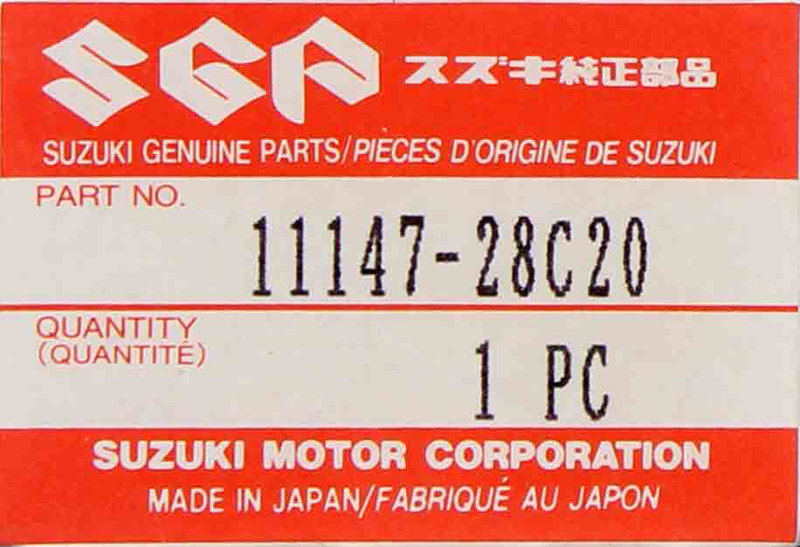 SGP スズキ純正部品
SUZUKI GENUINE PARTS/PIECES D'ORIGINE DE SUZUKI
PART NO.
11147-28C20
QUANTITY
(QUANTITÉ)
1 PC
SUZUKI MOTOR CORPORATION
MADE IN JAPAN/FABRIQUÉ AU JAPON